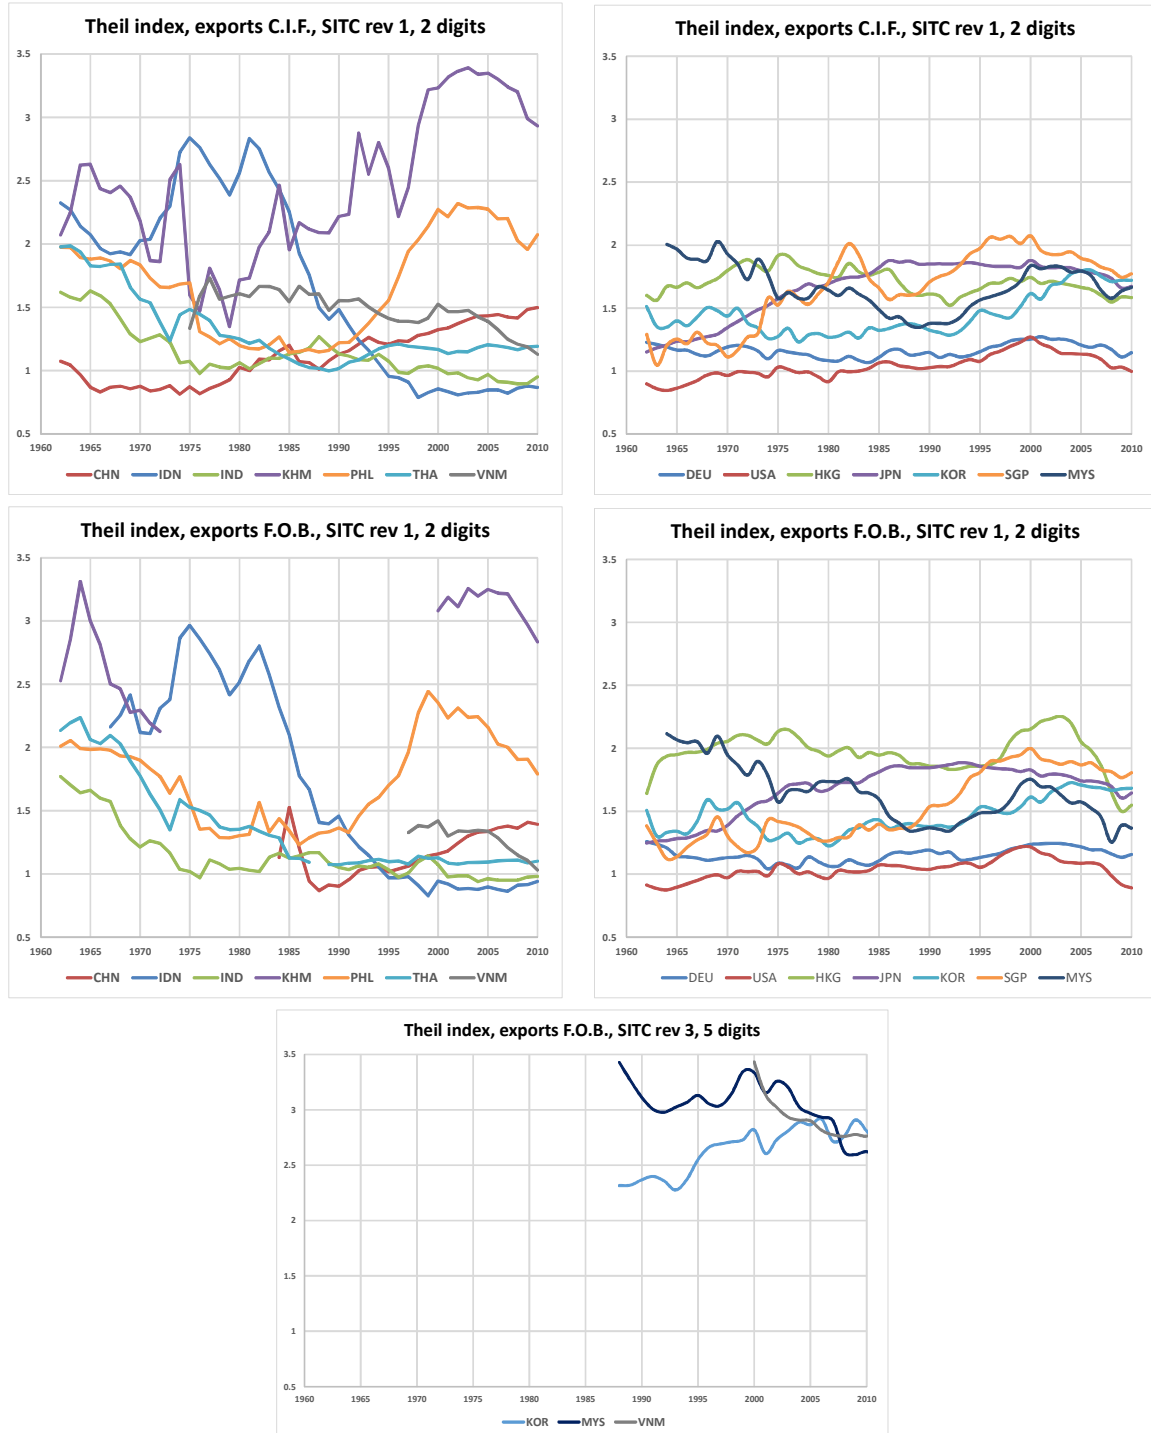 Theil index, exports C.I.F., SITC rev 1, 2 digits
3.5
3
2.5
2
1.5
1
0.5
1960 1965 1970 1975 1980 1985 1990 1995 2000 2005 2010
CHN IDN IND KHM PHL THA VNM
Theil index, exports C.I.F., SITC rev 1, 2 digits
3.5
3
2.5
2
1.5
1
0.5
1960 1965 1970 1975 1980 1985 1990 1995 2000 2005 2010
DEU USA HKG JPN KOR SGP MYS
Theil index, exports F.O.B., SITC rev 1, 2 digits
3.5
3
2.5
2
1.5
1
0.5
1960 1965 1970 1975 1980 1985 1990 1995 2000 2005 2010
CHN IDN IND KHM PHL THA VNM
Theil index, exports F.O.B., SITC rev 1, 2 digits
3.5
3
2.5
2
1.5
1
0.5
1960 1965 1970 1975 1980 1985 1990 1995 2000 2005 2010
DEU USA HKG JPN KOR SGP MYS
Theil index, exports F.O.B., SITC rev 3, 5 digits
3.5
3
2.5
2
1.5
1
0.5
1960 1965 1970 1975 1980 1985 1990 1995 2000 2005 2010
KOR MYS VNM